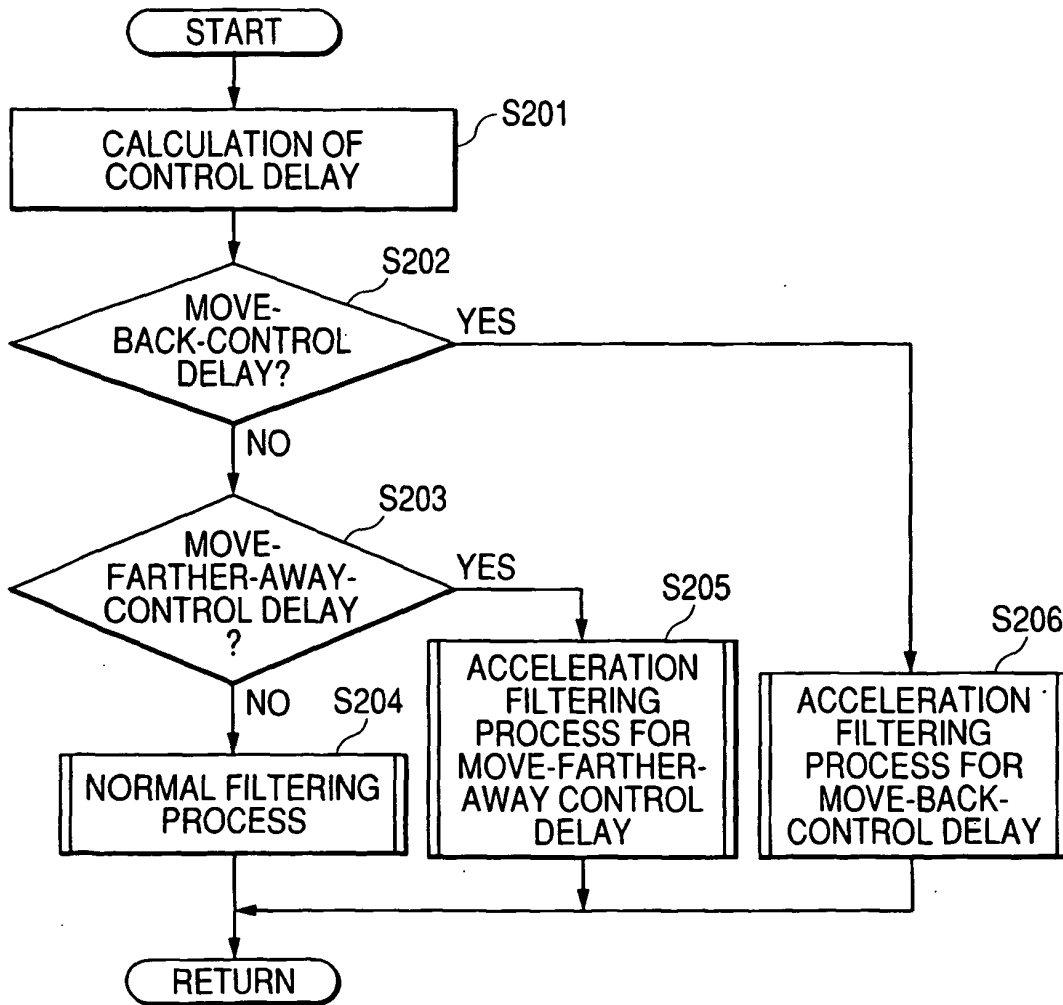 START
S201
CALCULATION OF
CONTROL DELAY
S202
MOVE-
BACK-CONTROL
DELAY?
YES
NO
S203
MOVE-
FARTHER-AWAY-
CONTROL DELAY
?
YES
NO
S204
NORMAL FILTERING
PROCESS
S205
ACCELERATION
FILTERING
PROCESS FOR
MOVE-FARTHER-
AWAY CONTROL
DELAY
S206
ACCELERATION
FILTERING
PROCESS FOR
MOVE-BACK-
CONTROL DELAY
RETURN